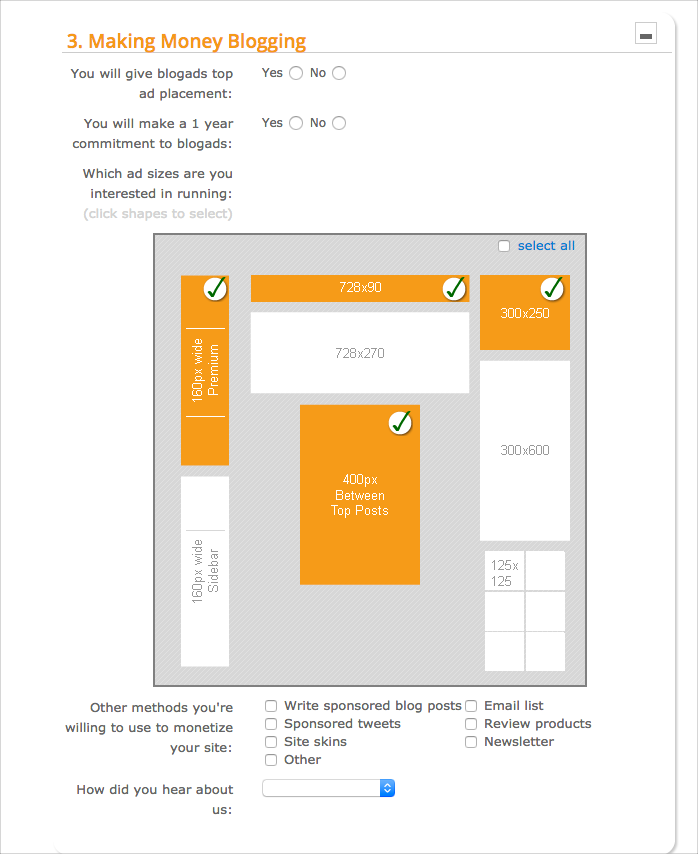 3. Making Money Blogging
You will give blogads top
ad placement:
Yes No
You will make a 1 year
commitment to blogads:
Yes No
Which ad sizes are you
interested in running:
(click shapes to select)
select all
160px wide
Premium
728x90
300x250
728x270
300x600
400px
Between
Top Posts
160px wide
Sidebar
125x
125
Other methods you're
willing to use to monetize
your site:
Write sponsored blog posts Email list
Sponsored tweets Review products
Site skins Newsletter
Other
How did you hear about
us: